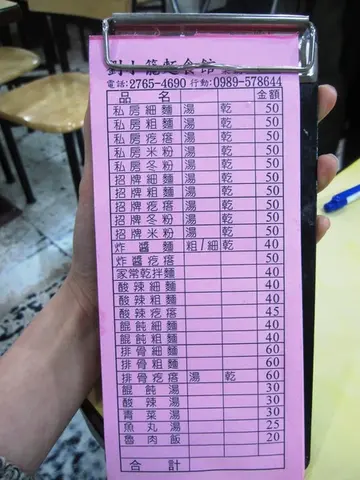 劉小籠麵食館
電話:2765-4690 行動:0989-578644
品名 金額
私房細麵 湯 乾 50
私房粗麵 湯 乾 50
私房疙瘩 湯 乾 50
私房米粉 湯 乾 50
私房冬粉 湯 乾 50
招牌細麵 湯 乾 50
招牌粗麵 湯 乾 50
招牌疙瘩 湯 乾 50
招牌冬粉 湯 乾 50
招牌米粉 湯 乾 50
炸醬麵 粗/細 乾 40
炸醬疙瘩 50
家常乾拌麵 40
酸辣細麵 40
酸辣粗麵 40
酸辣疙瘩 45
餛飩細麵 40
餛飩粗麵 40
排骨細麵 60
排骨粗麵 60
排骨疙瘩 湯 乾 60
餛飩湯 30
酸辣湯 30
青菜湯 30
魚丸湯 25
魯肉飯 20
合計